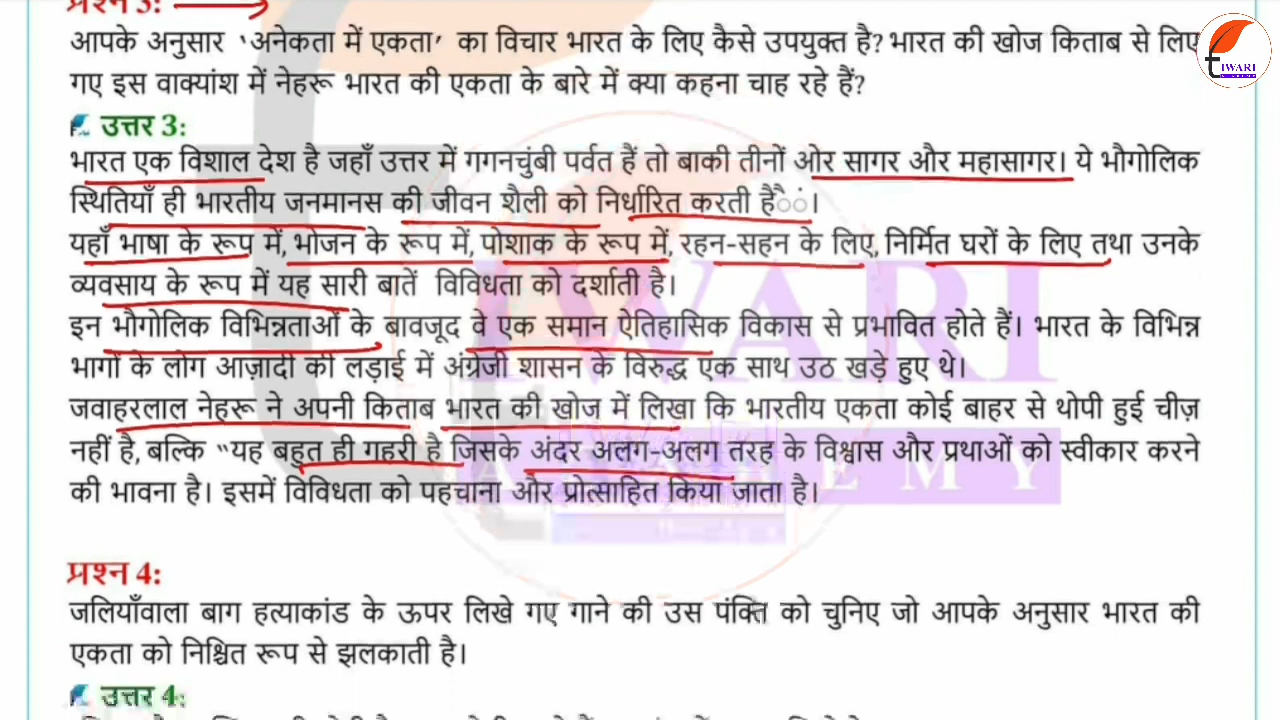 प्रश्न 3:
आपके अनुसार 'अनेकता में एकता' का विचार भारत के लिए कैसे उपयुक्त है? भारत की खोज किताब से लिए
गए इस वाक्यांश में नेहरू भारत की एकता के बारे में क्या कहना चाह रहे हैं?
उत्तर 3:
भारत एक विशाल देश है जहाँ उत्तर में गगनचुंबी पर्वत हैं तो बाकी तीनों ओर सागर और महासागर। ये भौगोलिक
स्थितियाँ ही भारतीय जनमानस की जीवन शैली को निर्धारित करती हैैं।
यहाँ भाषा के रूप में, भोजन के रूप में, पोशाक के रूप में, रहन-सहन के लिए, निर्मित घरों के लिए तथा उनके
व्यवसाय के रूप में यह सारी बातें विविधता को दर्शाती है।
इन भौगोलिक विभिन्नताओं के बावजूद वे एक समान ऐतिहासिक विकास से प्रभावित होते हैं। भारत के विभिन्न
भागों के लोग आज़ादी की लड़ाई में अंग्रेजी शासन के विरुद्ध एक साथ उठ खड़े हुए थे।
जवाहरलाल नेहरू ने अपनी किताब भारत की खोज में लिखा कि भारतीय एकता कोई बाहर से थोपी हुई चीज़
नहीं है, बल्कि "यह बहुत ही गहरी है जिसके अंदर अलग-अलग तरह के विश्वास और प्रथाओं को स्वीकार करने
की भावना है। इसमें विविधता को पहचाना और प्रोत्साहित किया जाता है।
प्रश्न 4:
जलियाँवाला बाग हत्याकांड के ऊपर लिखे गए गाने की उस पंक्ति को चुनिए जो आपके अनुसार भारत की
एकता को निश्चित रूप से झलकाती है।
उत्तर 4:
TIWARI
TIWARI
ACADEMY